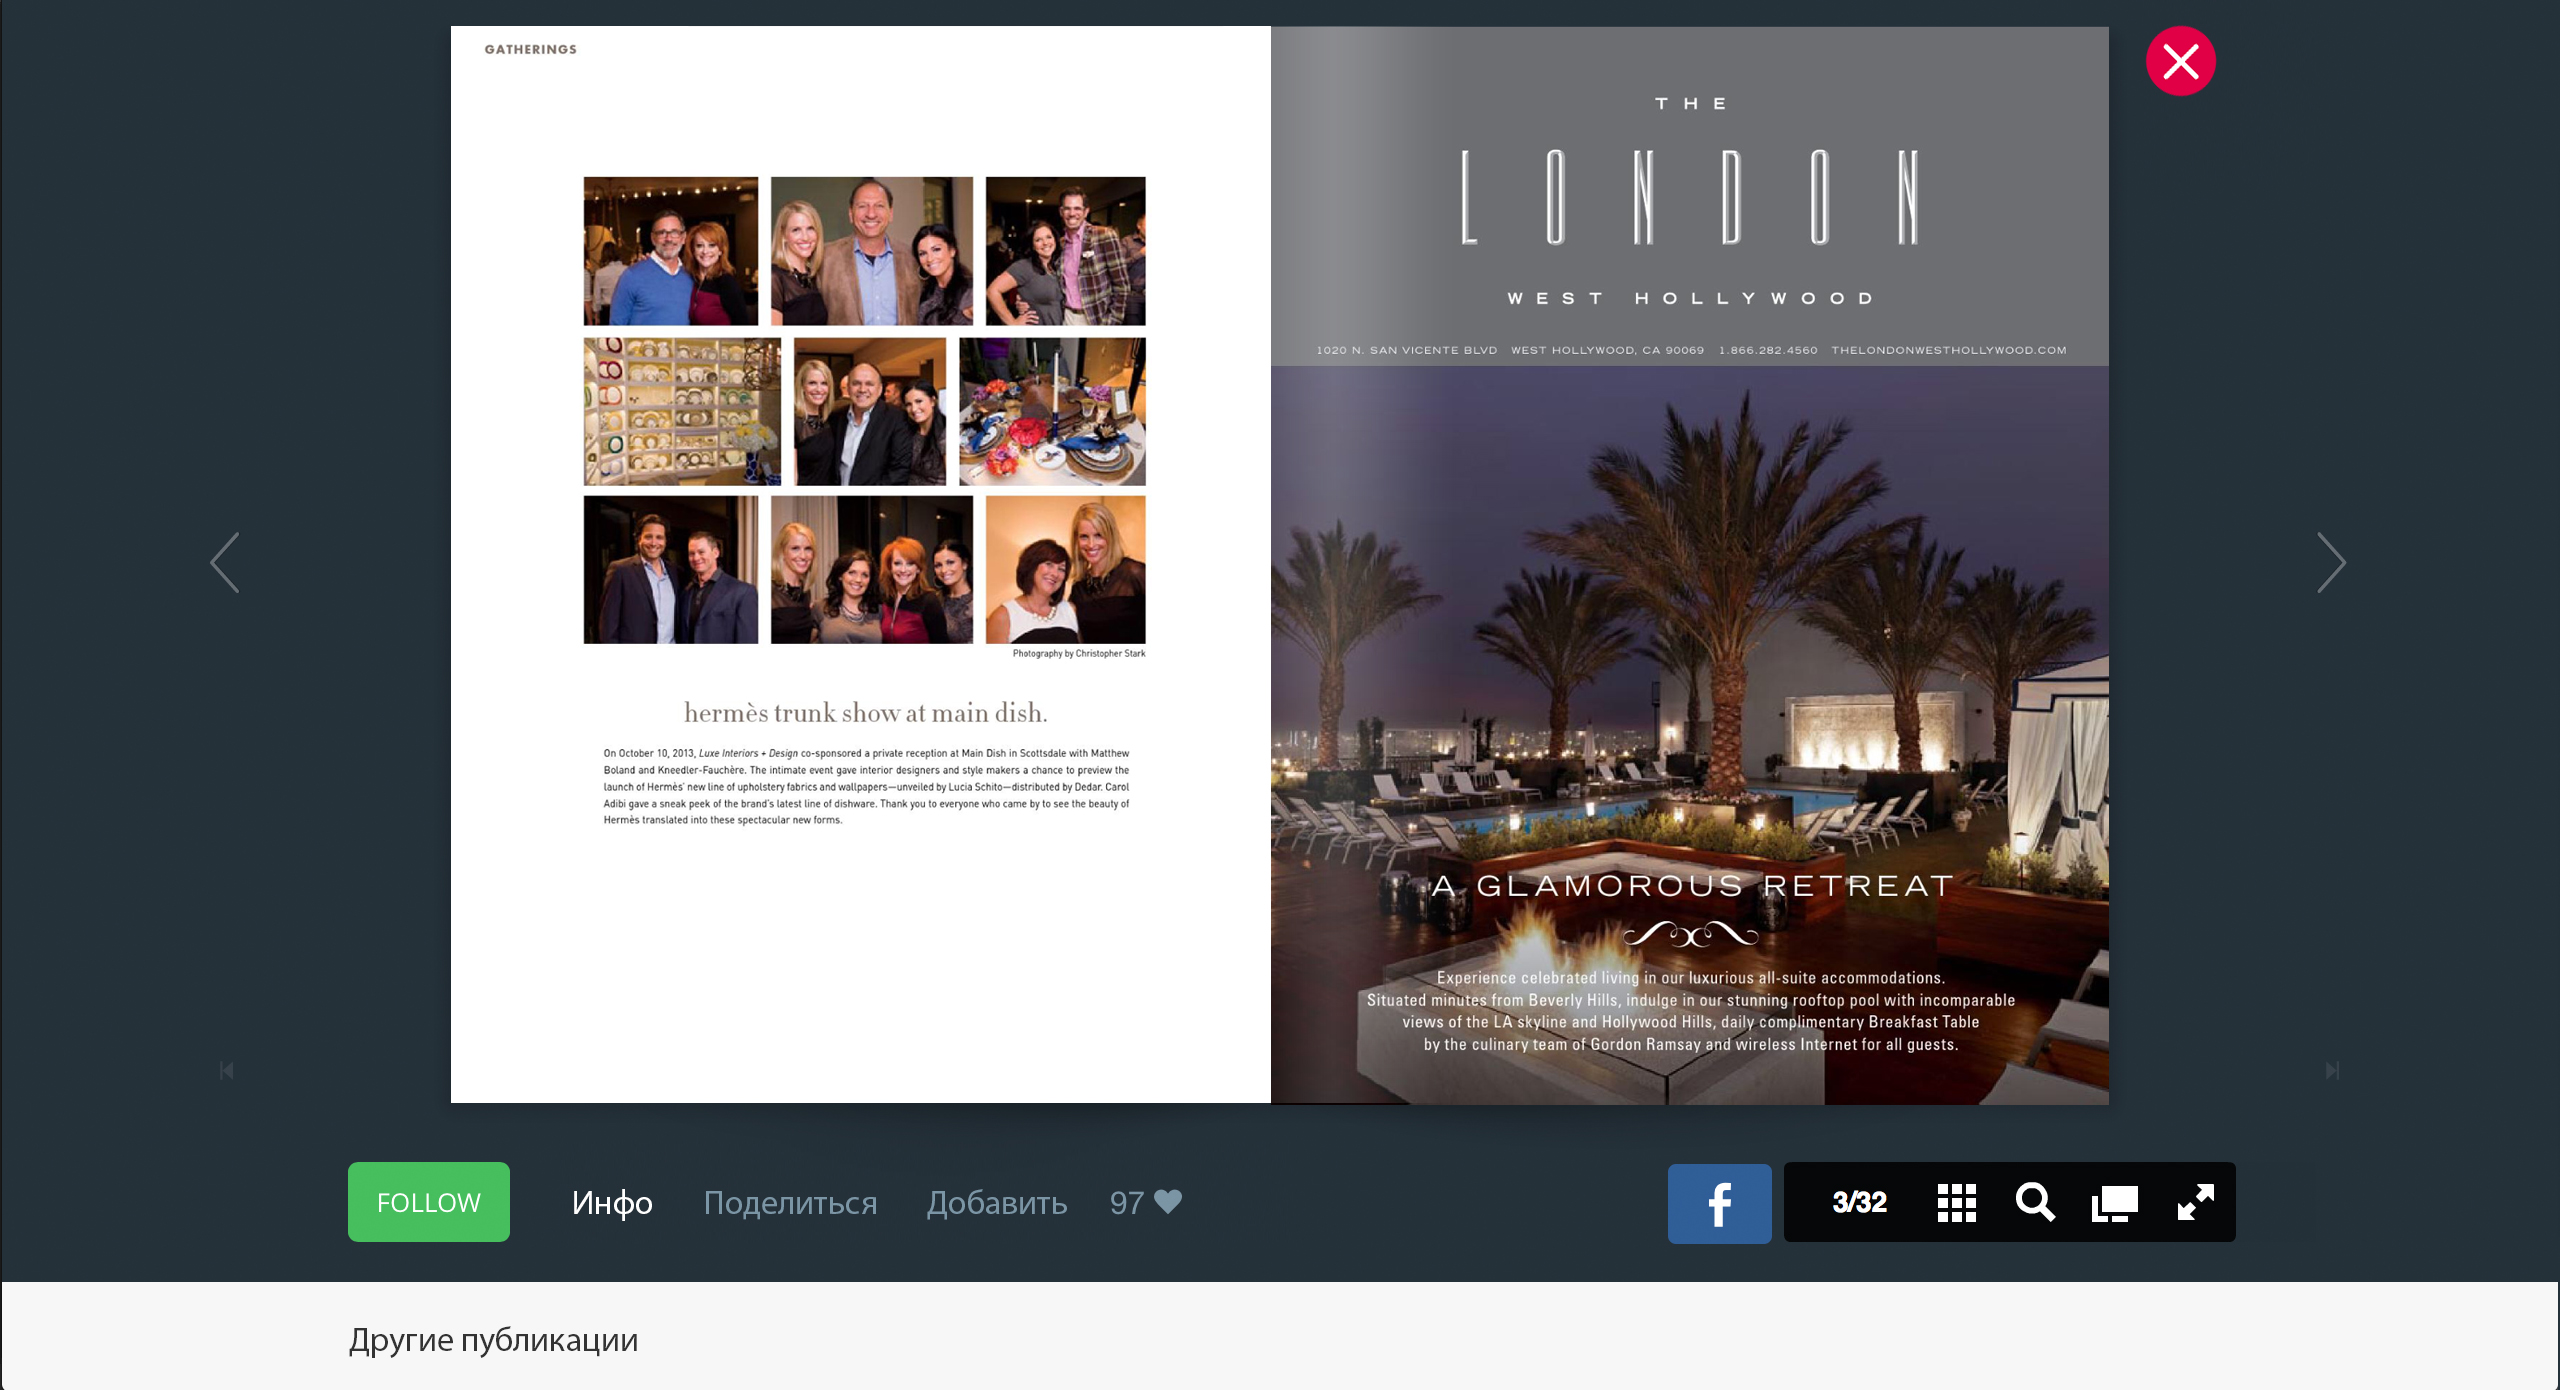 GATHERINGS
Photography by Christopher Stark
hermès trunk show at main dish.
On October 10, 2013, Luxe Interiors + Design co-sponsored a private reception at Main Dish in Scottsdale with Matthew
Boland and Kneedler-Fauchère. The intimate event gave interior designers and style makers a chance to preview the
launch of Hermès' new line of upholstery fabrics and wallpapers—unveiled by Lucia Schito—distributed by Dedar. Carol
Adibi gave a sneak peek of the brand's latest line of dishware. Thank you to everyone who came by to see the beauty of
Hermès translated into these spectacular new forms.
THE
LONDON
WEST HOLLYWOOD
1020 N. SAN VICENTE BLVD WEST HOLLYWOOD, CA 90069 1.866.282.4560 THELONDONWESTHOLLYWOOD.COM
A GLAMOROUS RETREAT
Experience celebrated living in our luxurious all-suite accommodations.
Situated minutes from Beverly Hills, indulge in our stunning rooftop pool with incomparable
views of the LA skyline and Hollywood Hills, daily complimentary Breakfast Table
by the culinary team of Gordon Ramsay and wireless Internet for all guests.
FOLLOW Инфо Поделиться Добавить 97 3/32
Другие публикации